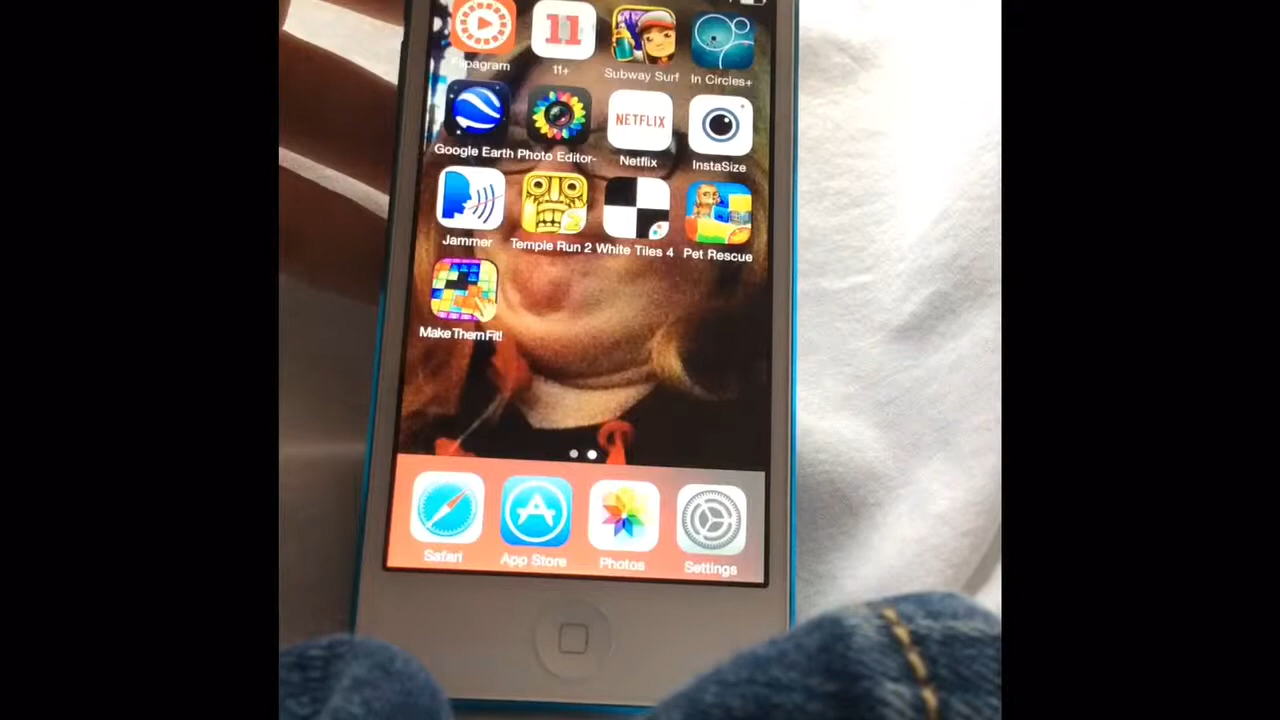 Flipagram 11 11+ Subway Surf In Circles+
Google Earth Photo Editor- NETFLIX Netflix InstaSize
Jammer Temple Run 2 White Tiles 4 Pet Rescue
Make Them Fit!
Safari App Store Photos Settings